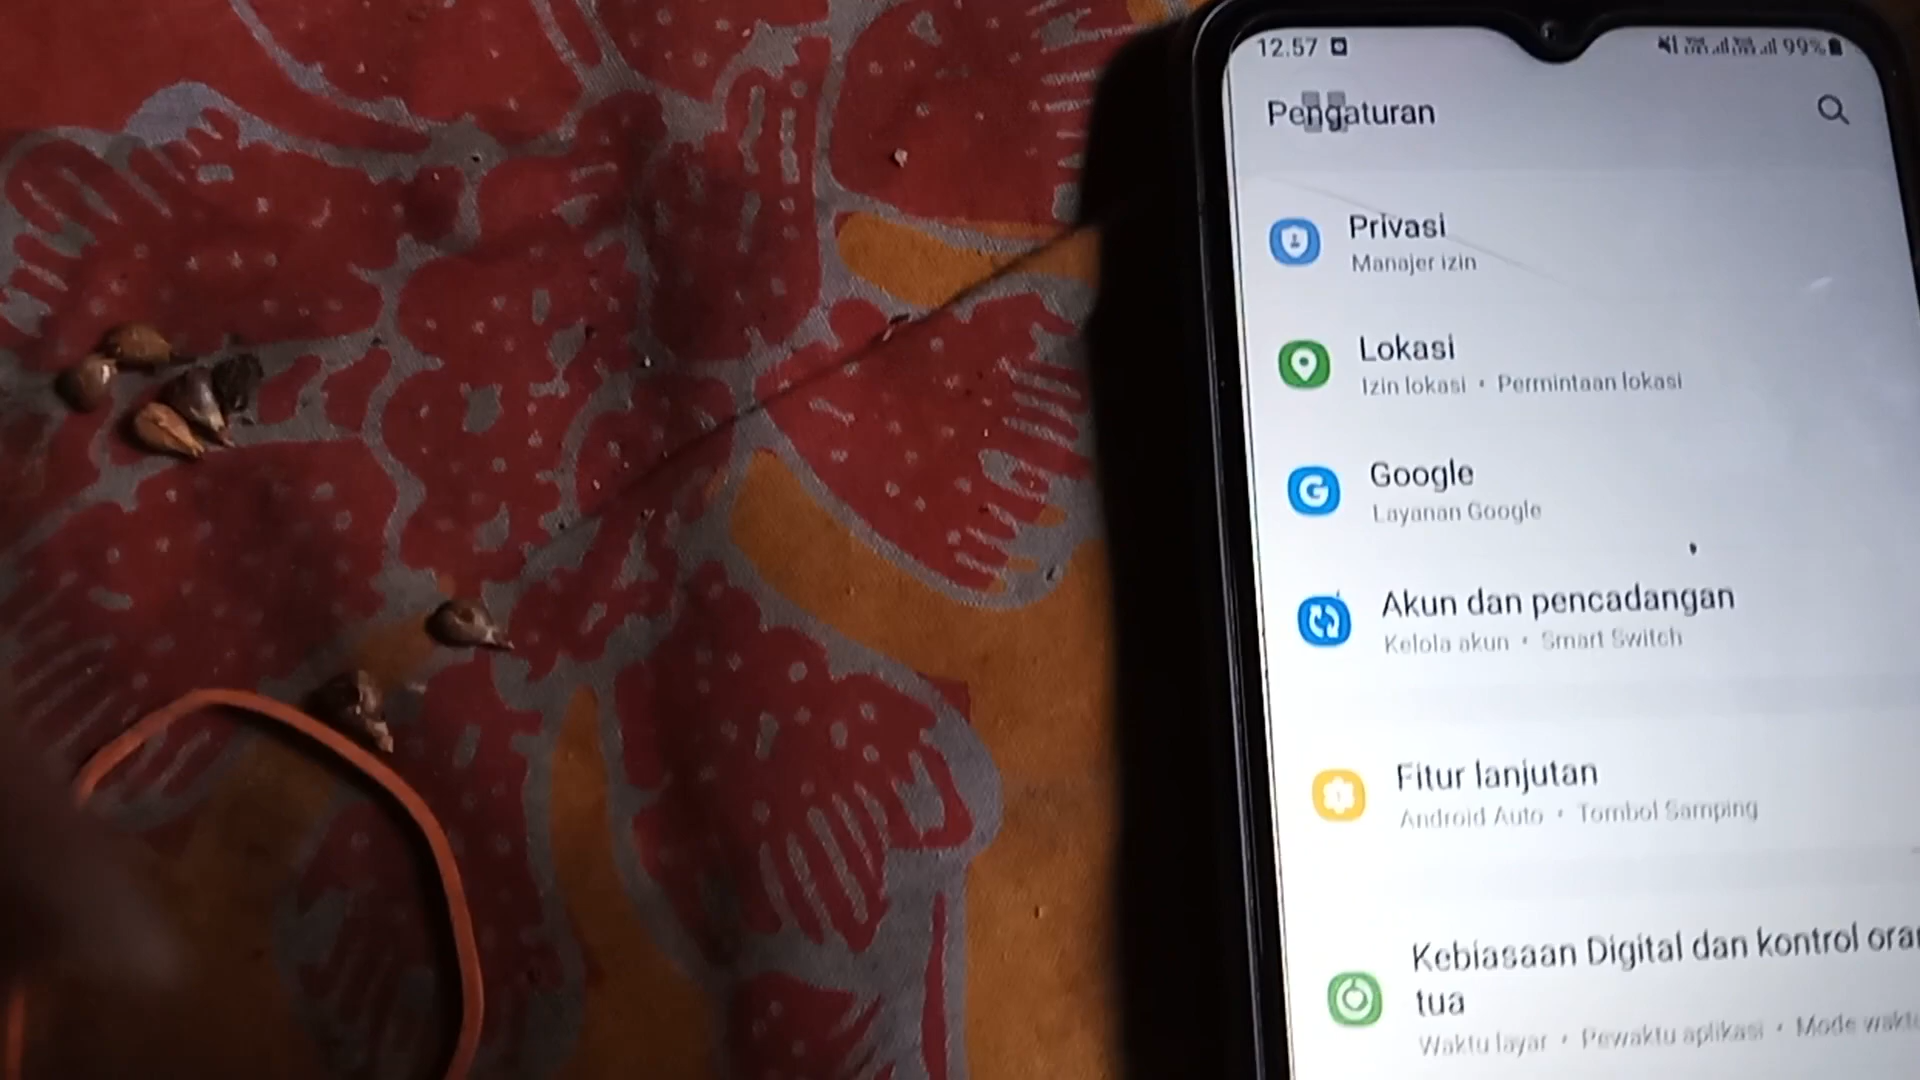 12.57
99%
Pengaturan
Privasi
Manajer izin
Lokasi
Izin lokasi • Permintaan lokasi
Google
Layanan Google
Akun dan pencadangan
Kelola akun • Smart Switch
Fitur lanjutan
Android Auto • Tombol Samping
Kebiasaan Digital dan kontrol
tua
Waktu layar • Pewaktu aplikasi • Mode